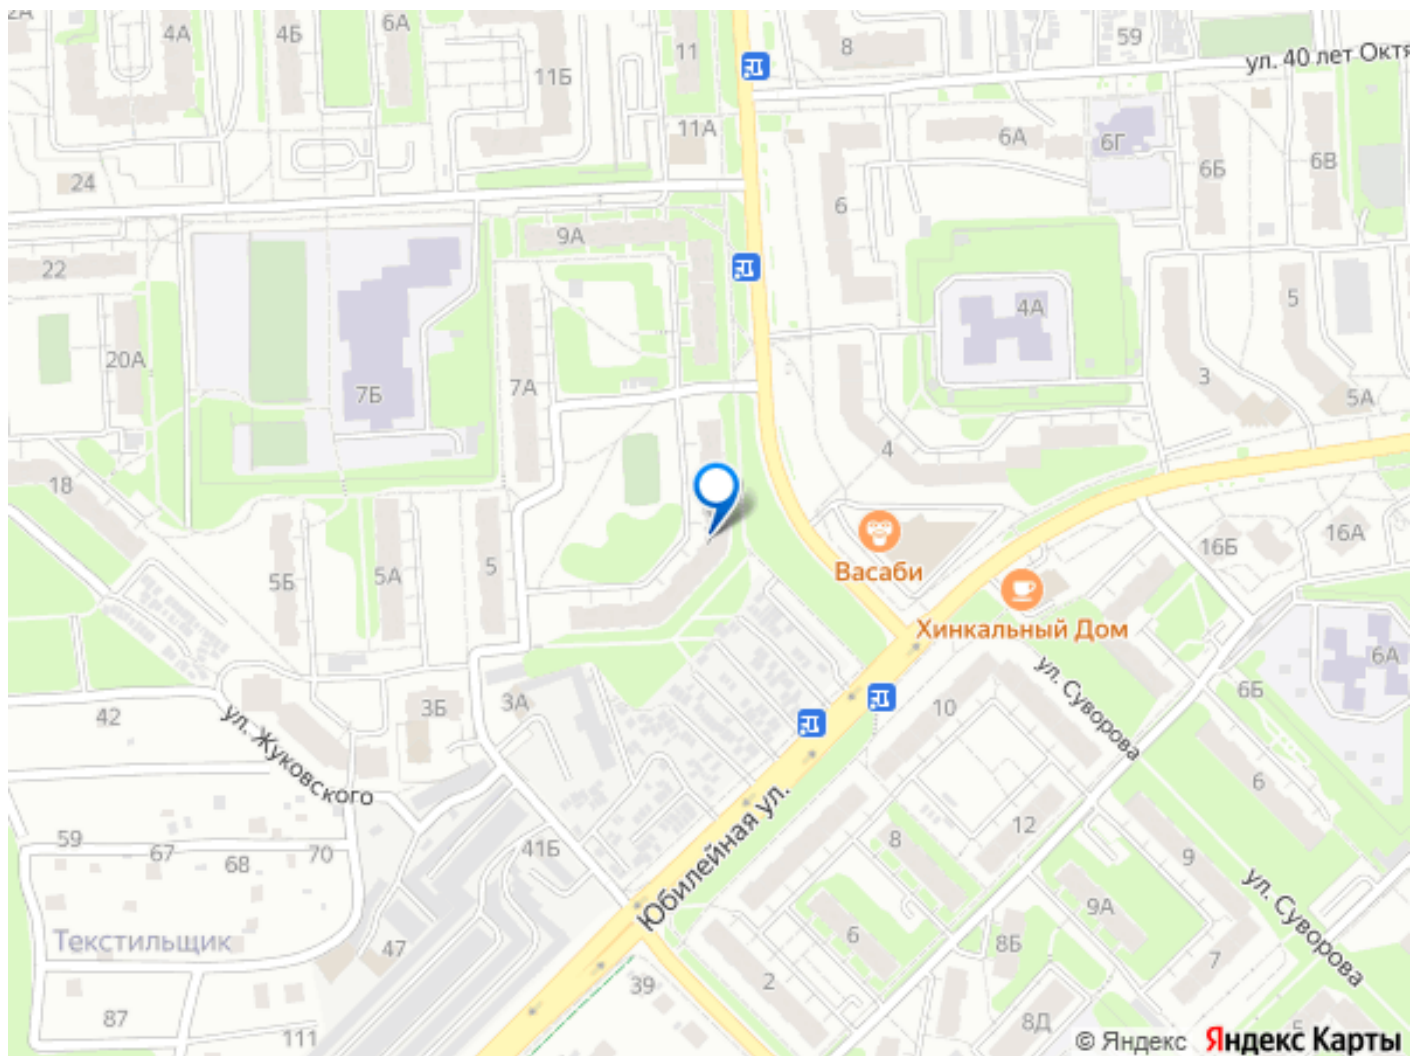 2А
4А
4Б
6А
11Б
11
8
59
ул. 40 лет Октя
11А
6
6А
6Г
6Б
6В
24
9А
22
20А
7Б
7А
4А
3
5
5А
4
18
5Б
5А
5
Васаби
16Б
16А
Хинкальный Дом
ул. Суворова
6А
6Б
42
ул. Жуковского
3Б
3А
10
6
59
67
68
70
41Б
Юбилейная ул.
8
12
9
ул. Суворова
9А
Текстильщик
47
6
8Б
7
39
2
87
111
8Д
5
© Яндекс Яндекс Карты